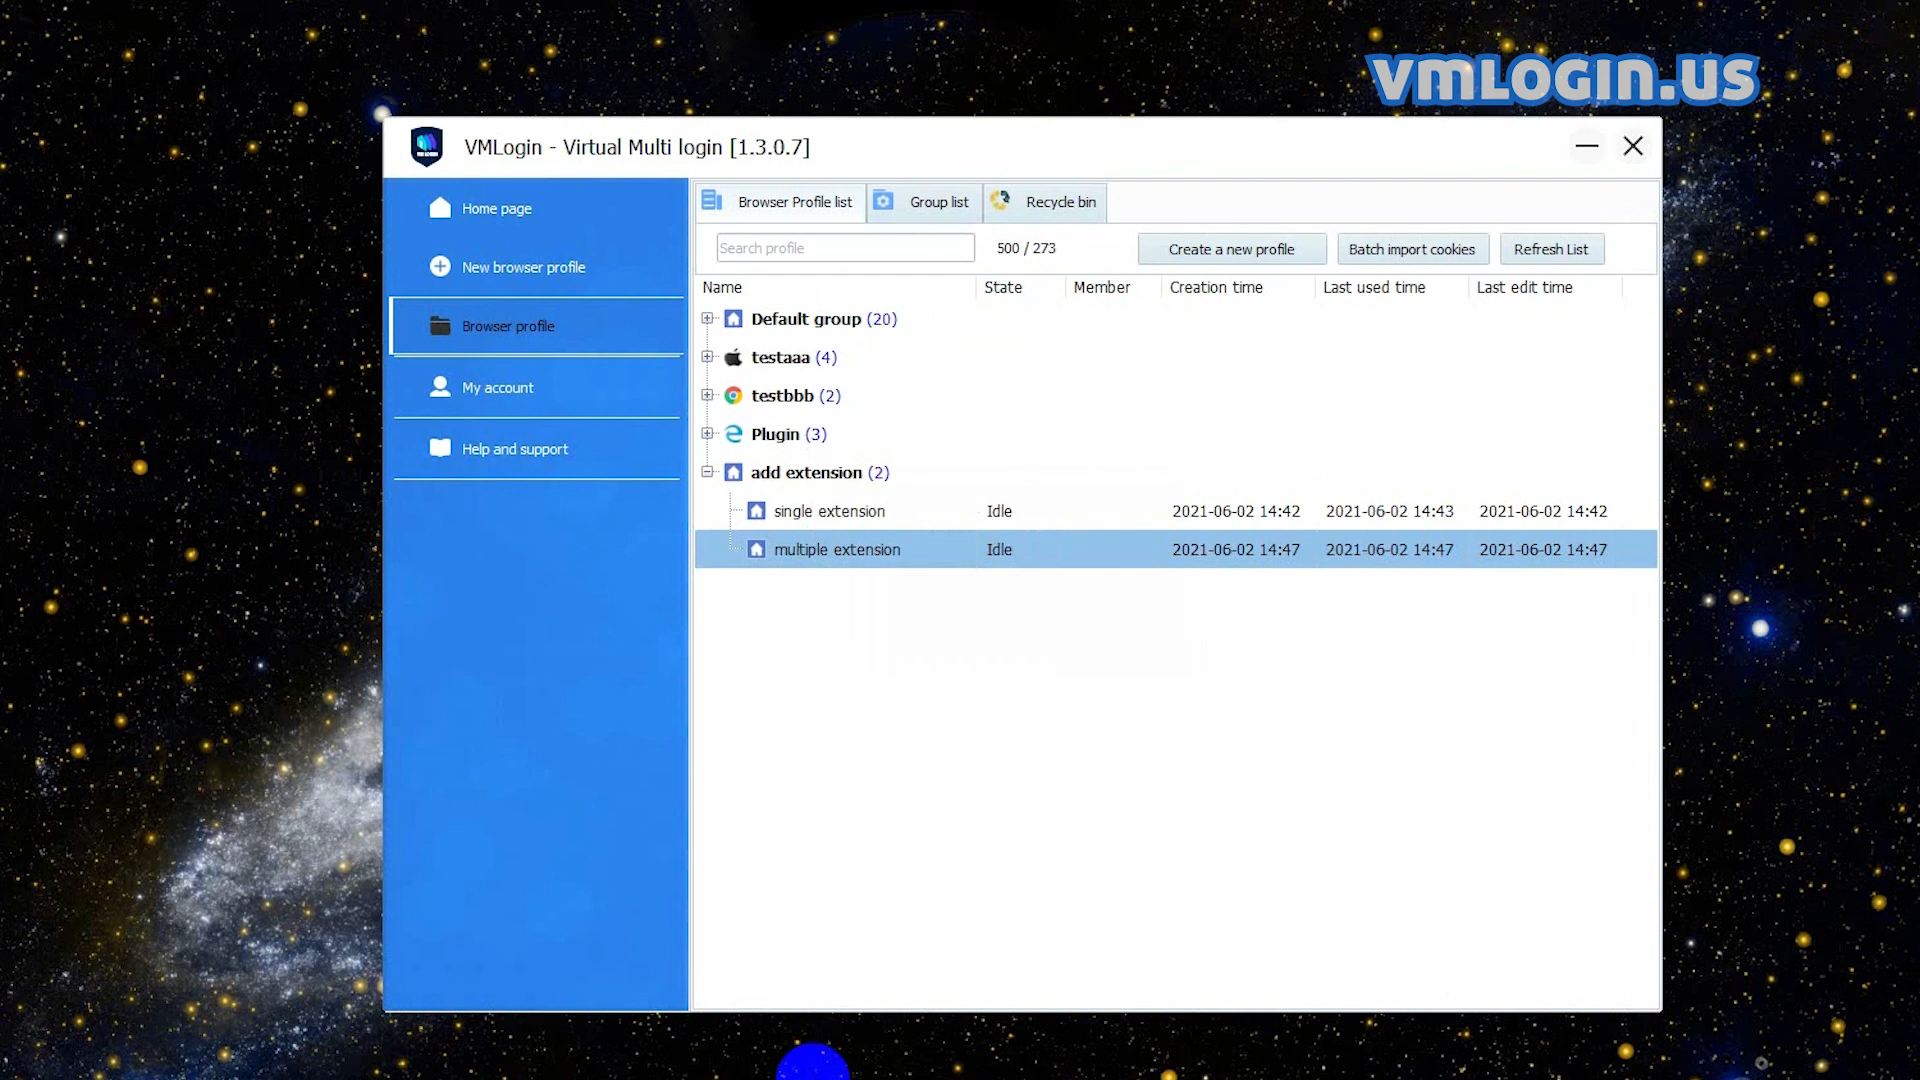 vmLOGIn.US
VMLogin - Virtual Multi login [1.3.0.7]
Home page
New browser profile
Browser profile
My account
Help and support
Browser Profile list
Group list
Recycle bin
Search profile
500 / 273
Create a new profile
Batch import cookies
Refresh List
Name State Member Creation time Last used time Last edit time
Default group (20)
testaaa (4)
testbbb (2)
Plugin (3)
add extension (2)
single extension Idle 2021-06-02 14:42 2021-06-02 14:43 2021-06-02 14:42
multiple extension Idle 2021-06-02 14:47 2021-06-02 14:47 2021-06-02 14:47